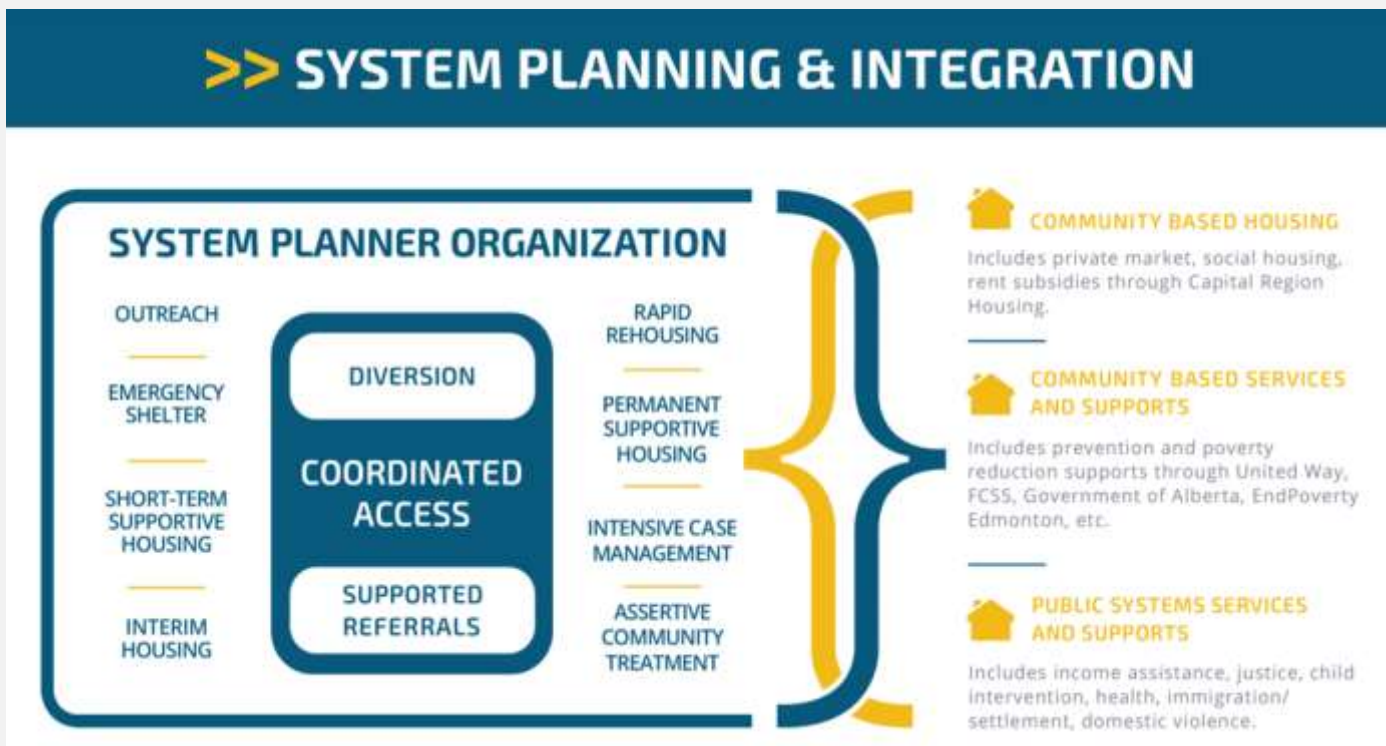 >> SYSTEM PLANNING & INTEGRATION
SYSTEM PLANNER ORGANIZATION
OUTREACH
EMERGENCY
SHELTER
SHORT-TERM
SUPPORTIVE
HOUSING
INTERIM
HOUSING
DIVERSION
COORDINATED
ACCESS
SUPPORTED
REFERRALS
RAPID
REHOUSING
PERMANENT
SUPPORTIVE
HOUSING
INTENSIVE CASE
MANAGEMENT
ASSERTIVE
COMMUNITY
TREATMENT
COMMUNITY BASED HOUSING
Includes private market, social housing,
rent subsidies through Capital Region
Housing.
COMMUNITY BASED SERVICES
AND SUPPORTS
Includes prevention and poverty
reduction supports through United Way,
FCSS, Government of Alberta, EndPoverty
Edmonton, etc.
PUBLIC SYSTEMS SERVICES
AND SUPPORTS
Includes income assistance, justice, child
intervention, health, immigration/
settlement, domestic violence.